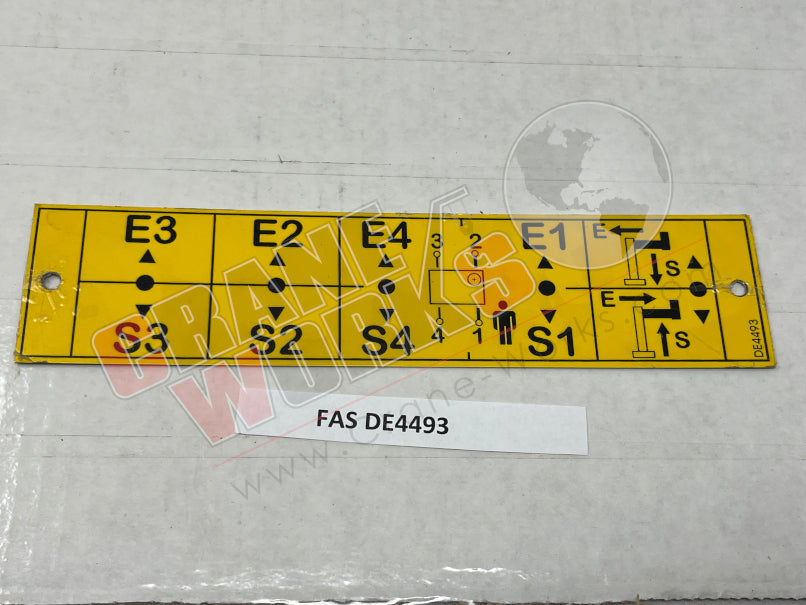 E3 E2 E4 3 2 E1 E
S
E
S3 S2 S4 4 1 S1 S
DE4493
FAS DE4493
CRANE
WORKS
www.crane-works.com